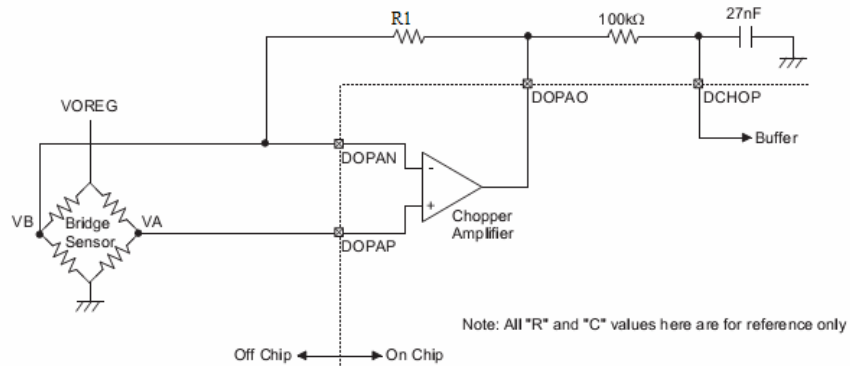 R1
100kΩ
27nF
DOPAO
DCHOP
VOREG
Buffer
DOPAN
-
VB
Bridge
Sensor
VA
+
Chopper
Amplifier
DOPAP
Note: All "R" and "C" values here are for reference only
Off Chip
On Chip